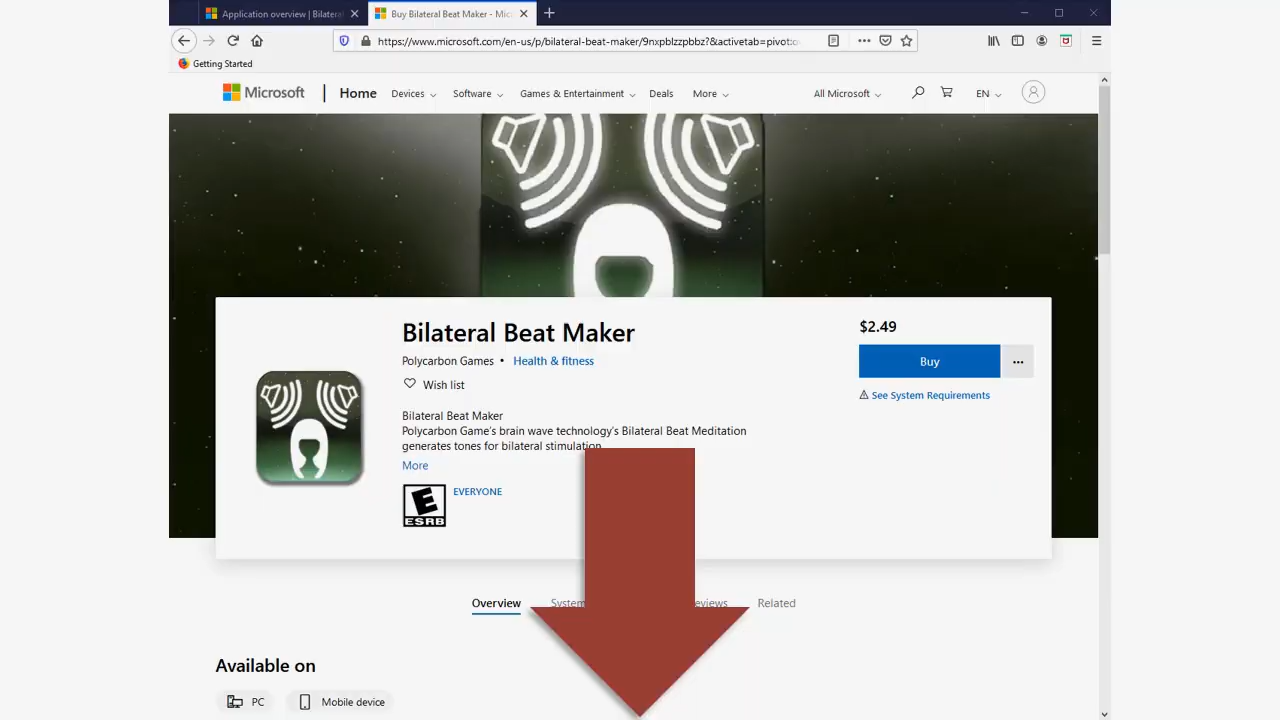 Application overview | Bilatera
Buy Bilateral Beat Maker - Mic
https://www.microsoft.com/en-us/p/bilateral-beat-maker/9nxpblzzpbbz?&activetab=pivot:o
Getting Started
Microsoft
Home
Devices
Software
Games & Entertainment
Deals
More
All Microsoft
EN
Bilateral Beat Maker
$2.49
Polycarbon Games • Health & fitness
Buy
Wish list
See System Requirements
Bilateral Beat Maker
Polycarbon Game's brain wave technology's Bilateral Beat Meditation
generates tones for bilateral stimulation
More
E
ESRB
EVERYONE
Overview
System
eviews
Related
Available on
PC
Mobile device